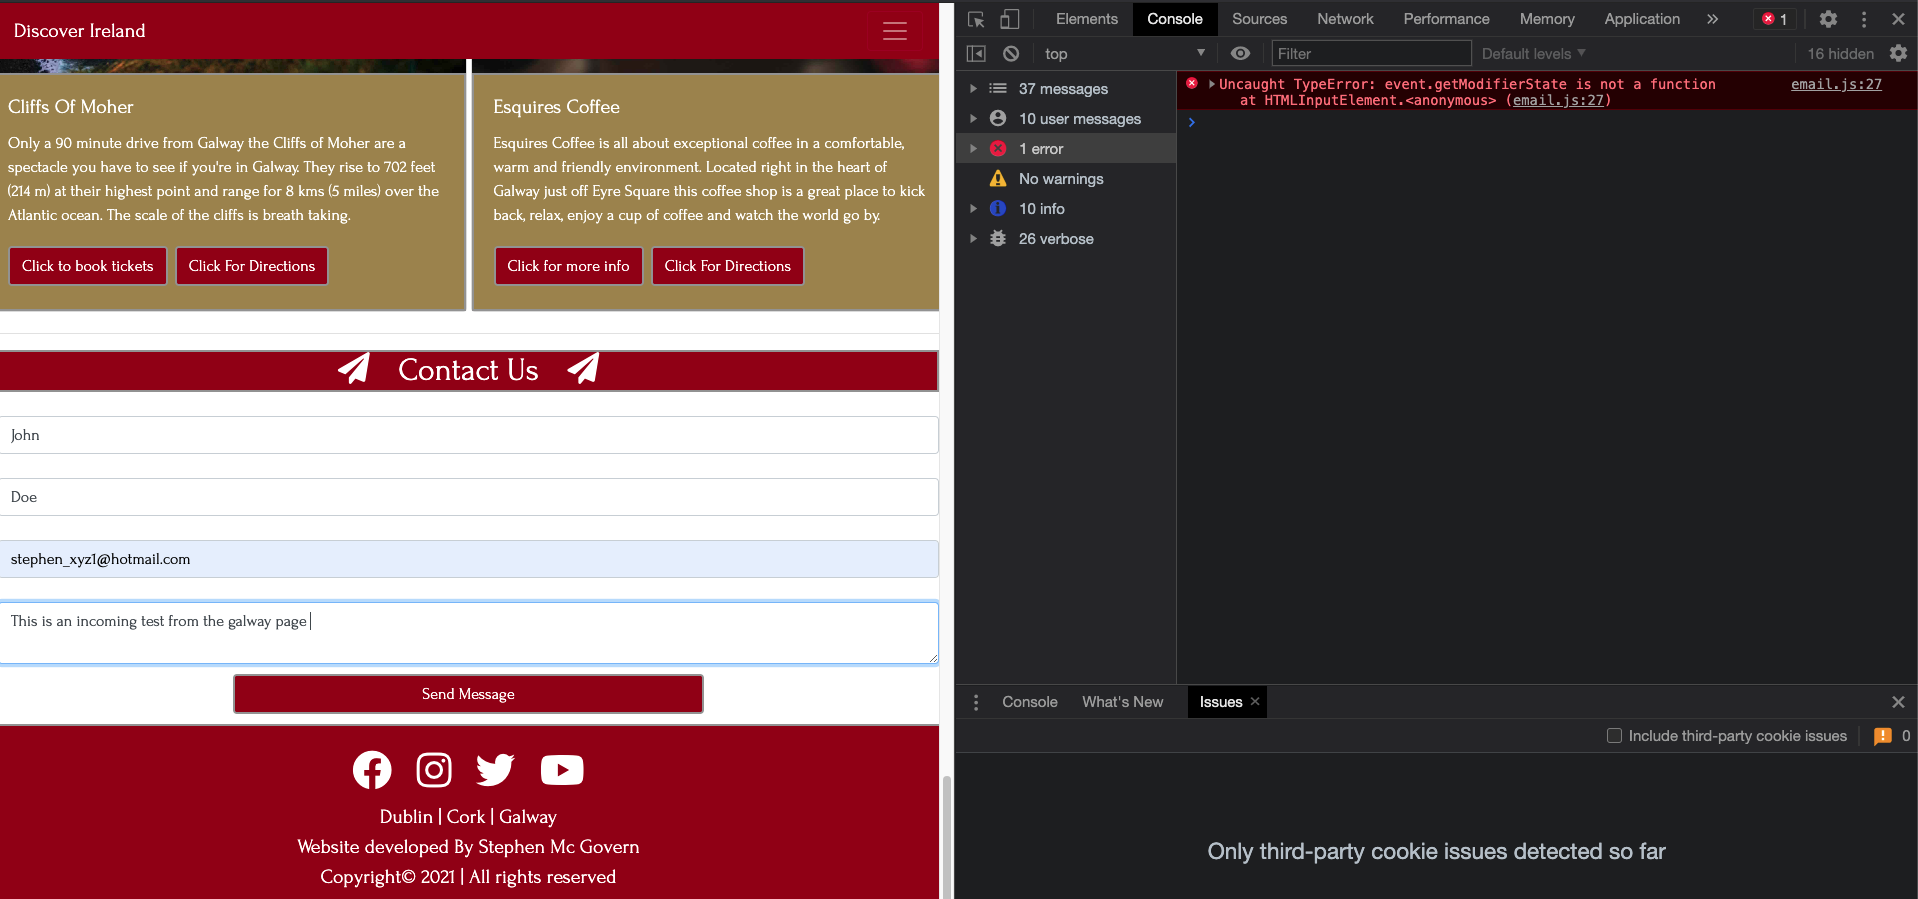 Discover Ireland
Cliffs Of Moher
Only a 90 minute drive from Galway the Cliffs of Moher are a
spectacle you have to see if you're in Galway. They rise to 702 feet
(214 m) at their highest point and range for 8 kms (5 miles) over the
Atlantic ocean. The scale of the cliffs is breath taking.
Click to book tickets
Click For Directions
Esquires Coffee
Esquires Coffee is all about exceptional coffee in a comfortable,
warm and friendly environment. Located right in the heart of
Galway just off Eyre Square this coffee shop is a great place to kick
back, relax, enjoy a cup of coffee and watch the world go by.
Click for more info
Click For Directions
Contact Us
John
Doe
stephen_xyz1@hotmail.com
This is an incoming test from the galway page
Send Message
Dublin | Cork | Galway
Website developed By Stephen Mc Govern
Copyright© 2021 | All rights reserved
Elements Console Sources Network Performance Memory Application » 1
top Filter Default levels 16 hidden
37 messages
10 user messages
1 error
No warnings
10 info
26 verbose
Uncaught TypeError: event.getModifierState is not a function email.js:27
at HTMLInputElement.<anonymous> (email.js:27)
Console What's New Issues
Include third-party cookie issues 0
Only third-party cookie issues detected so far